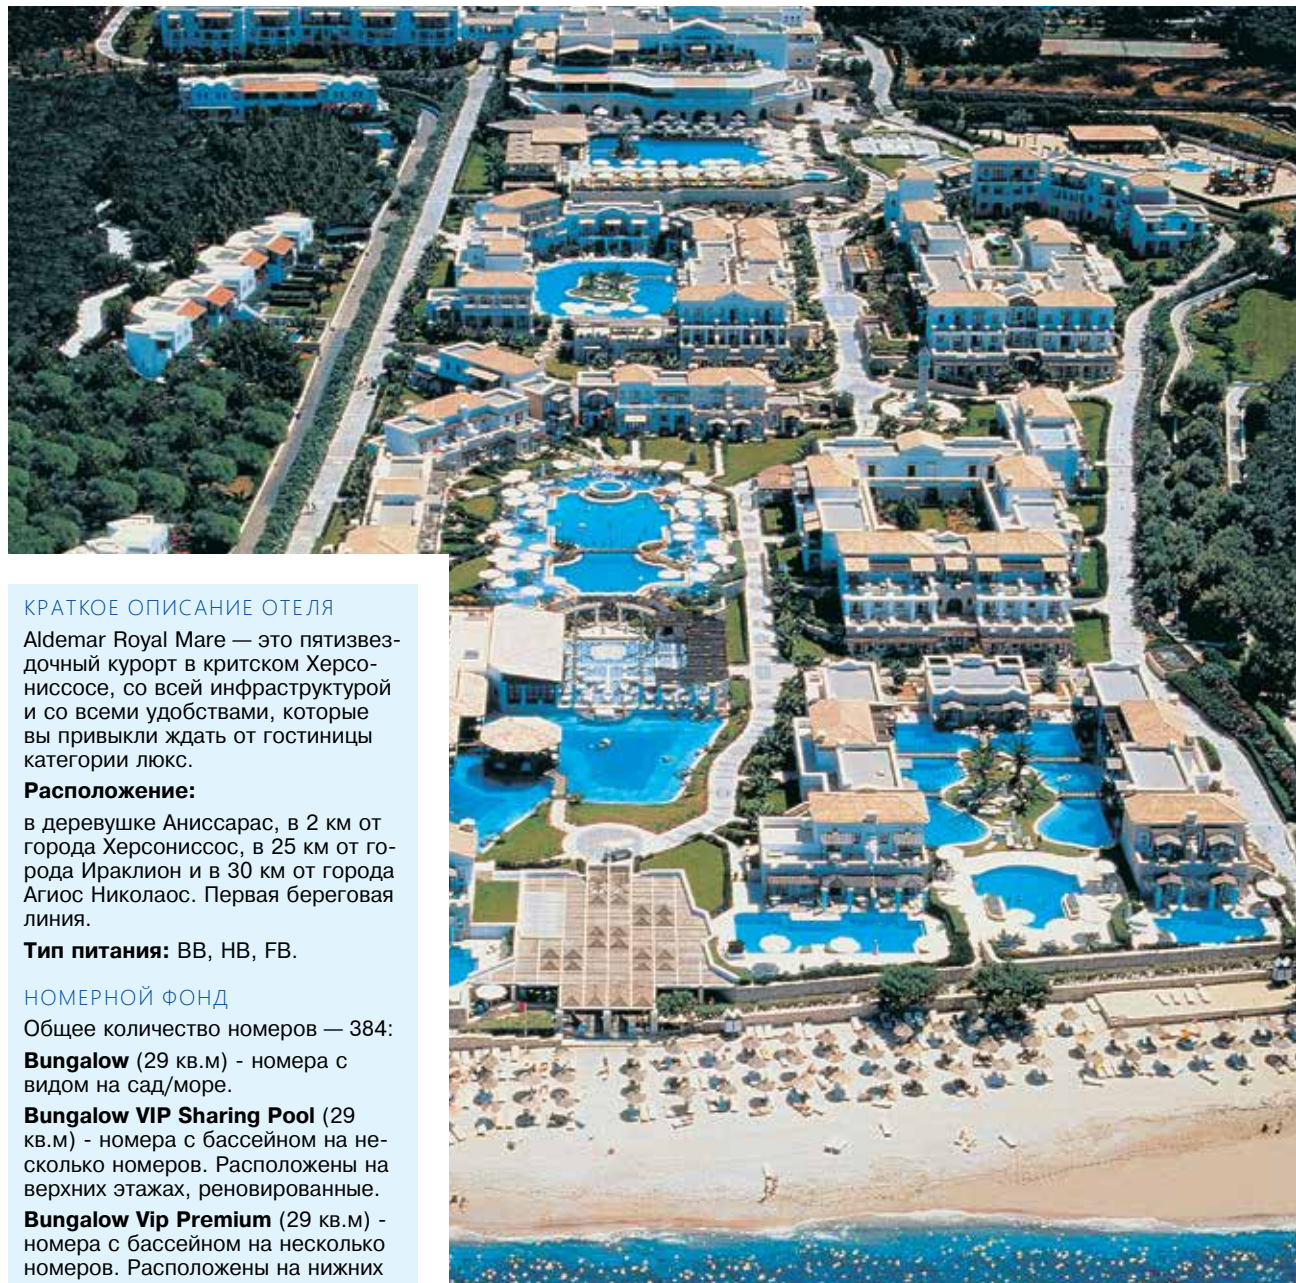 КРАТКОЕ ОПИСАНИЕ ОТЕЛЯ
Aldemar Royal Mare — это пятизвез-
дочный курорт в критском Херсо-
ниссосе, со всей инфраструктурой
и со всеми удобствами, которые
вы привыкли ждать от гостиницы
категории люкс.
Расположение:
в деревушке Аниссарас, в 2 км от
города Херсониссос, в 25 км от го-
рода Ираклион и в 30 км от города
Агиос Николаос. Первая береговая
линия.
Тип питания: BB, HB, FB.
НОМЕРНОЙ ФОНД
Общее количество номеров — 384:
Bungalow (29 кв.м) - номера с
видом на сад/море.
Bungalow VIP Sharing Pool (29
кв.м) - номера с бассейном на не-
сколько номеров. Расположены на
верхних этажах, реновированные.
Bungalow Vip Premium (29 кв.м) -
номера с бассейном на несколько
номеров. Расположены на нижних